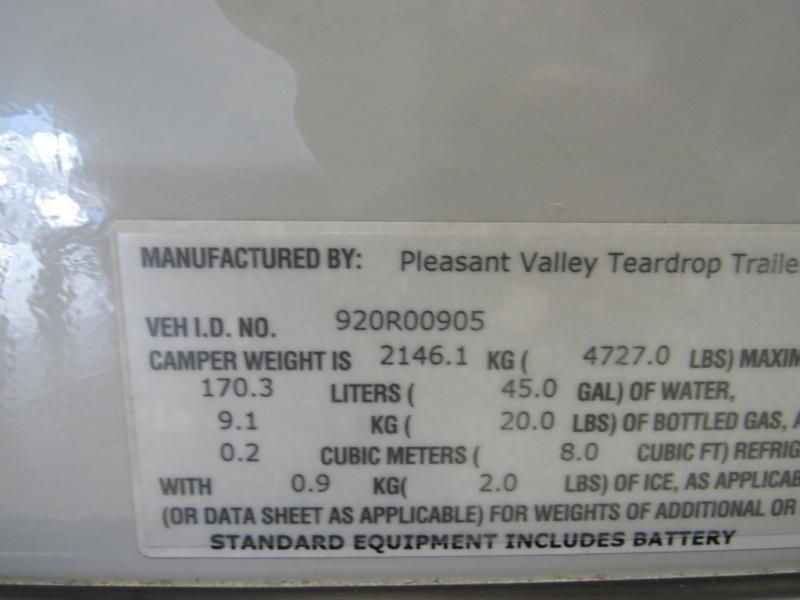 MANUFACTURED BY: Pleasant Valley Teardrop
VEH I.D. NO. 920R00905
CAMPER WEIGHT IS 2146.1 KG ( 4727.0 LBS)
170.3 LITERS ( 45.0 GAL) OF WATER,
9.1 KG ( 20.0 LBS) OF BOTTLED GAS,
0.2 CUBIC METERS ( 8.0 CUBIC FT)
WITH 0.9 KG( 2.0 LBS) OF ICE, AS
(OR DATA SHEET AS APPLICABLE) FOR WEIGHTS OF ADDITIONAL OR
STANDARD EQUIPMENT INCLUDES BATTERY